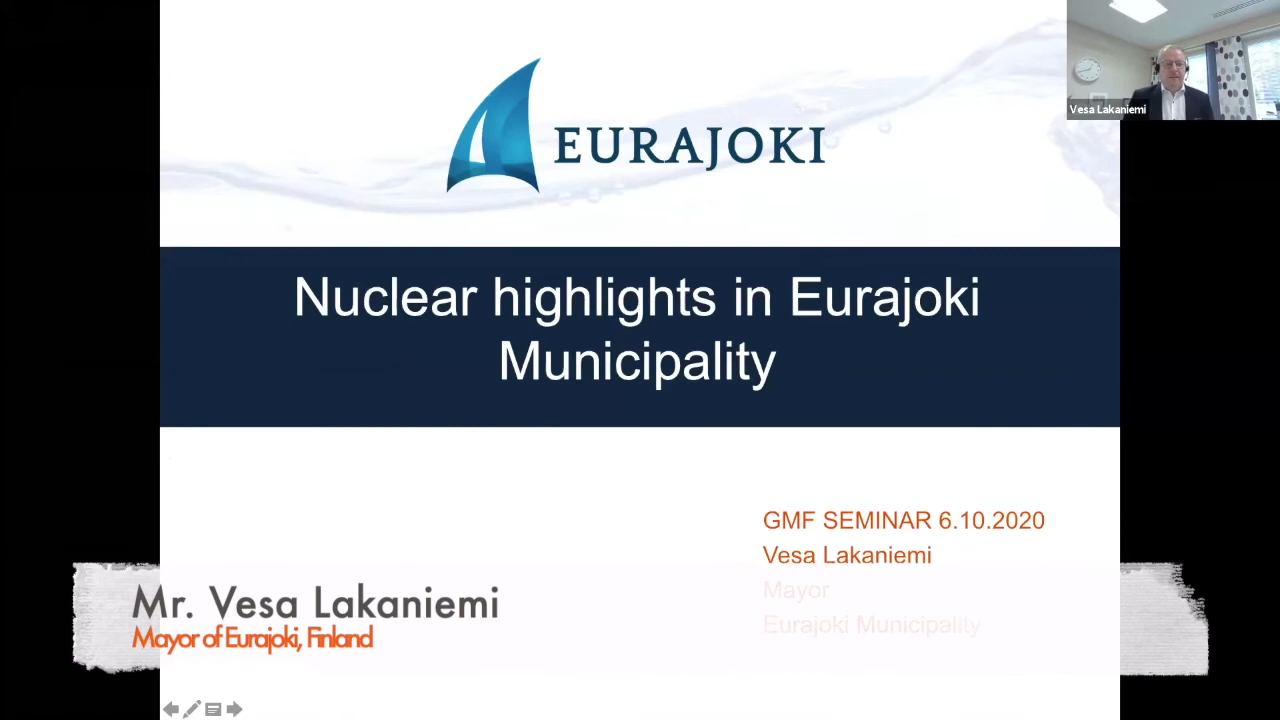 EURAJOKI
Vesa Lakaniemi
Nuclear highlights in Eurajoki
Municipality
GMF SEMINAR 6.10.2020
Vesa Lakaniemi
Mayor
Eurajoki Municipality
Mr. Vesa Lakaniemi
Mayor of Eurajoki, Finland